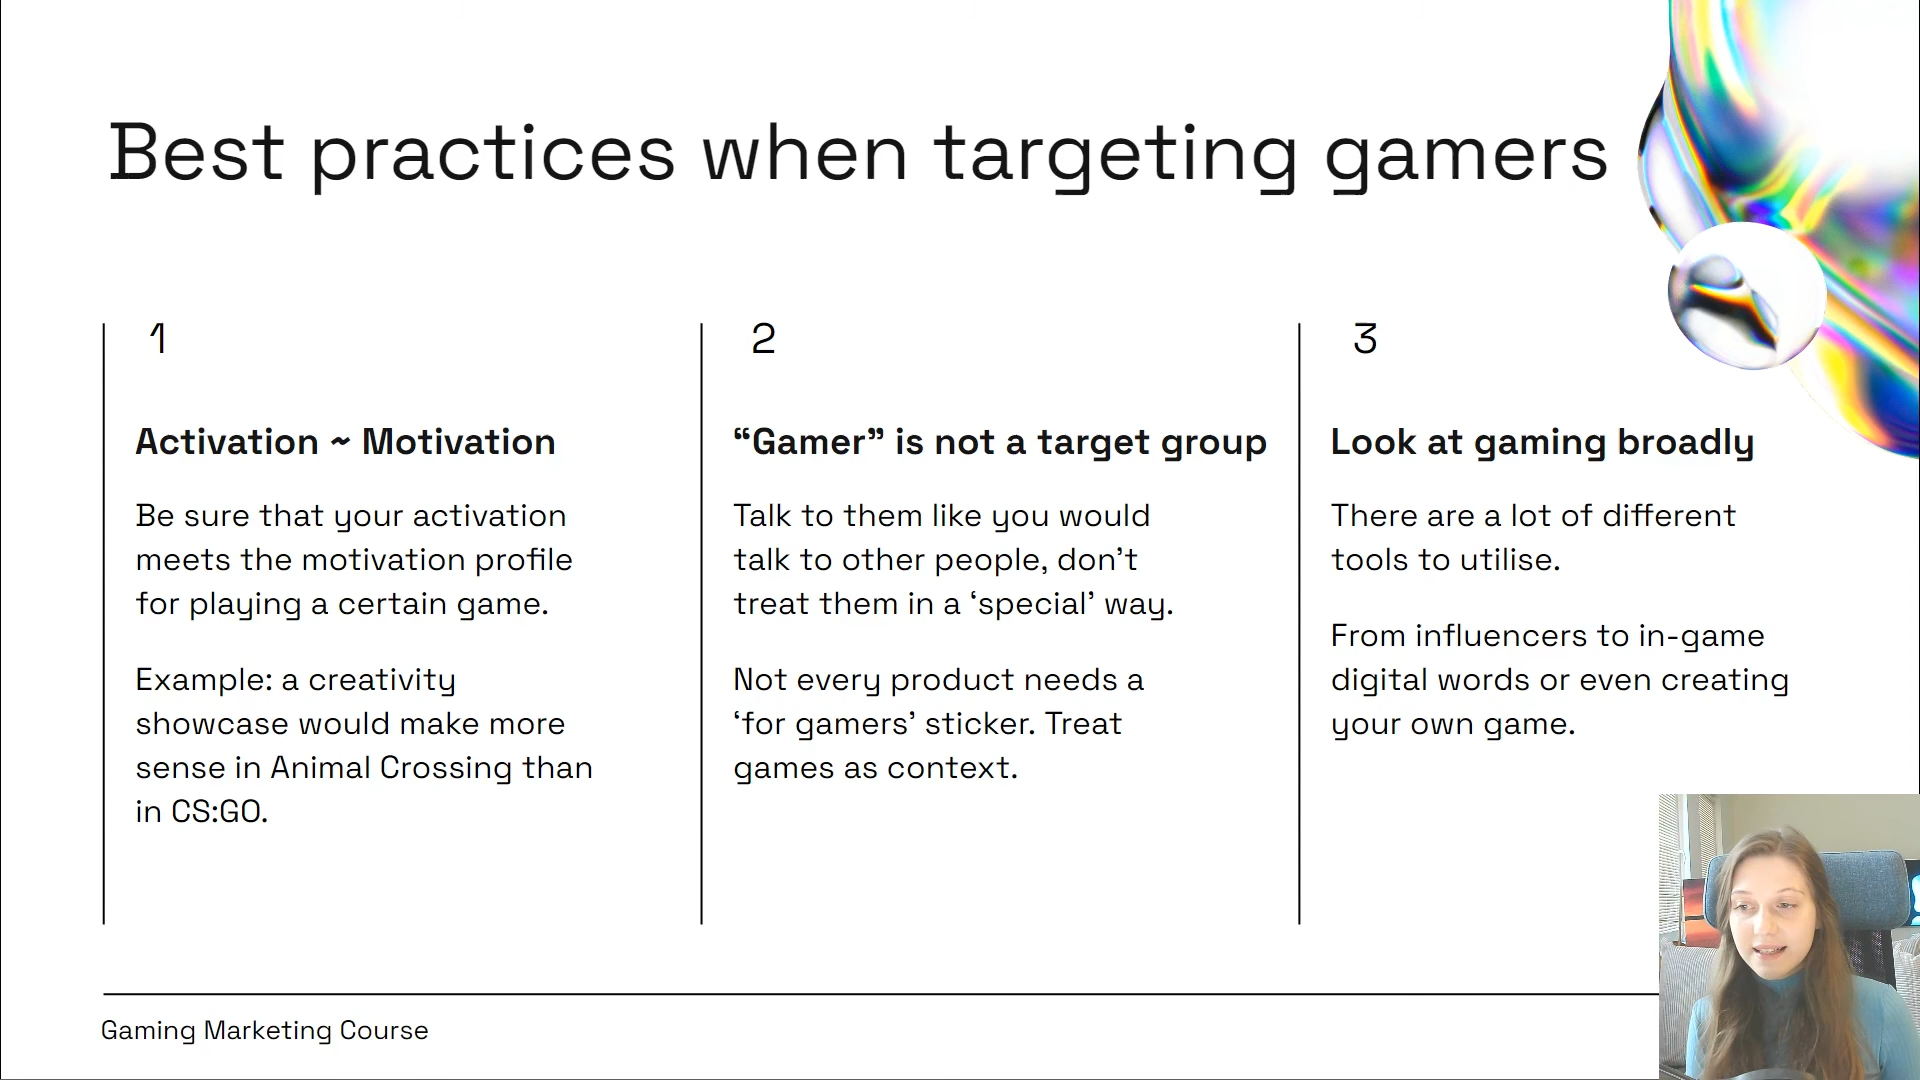 Best practices when targeting gamers
1
Activation ~ Motivation
Be sure that your activation
meets the motivation profile
for playing a certain game.
Example: a creativity
showcase would make more
sense in Animal Crossing than
in CS:GO.
2
“Gamer” is not a target group
Talk to them like you would
talk to other people, don’t
treat them in a ‘special’ way.
Not every product needs a
‘for gamers’ sticker. Treat
games as context.
3
Look at gaming broadly
There are a lot of different
tools to utilise.
From influencers to in-game
digital words or even creating
your own game.
Gaming Marketing Course